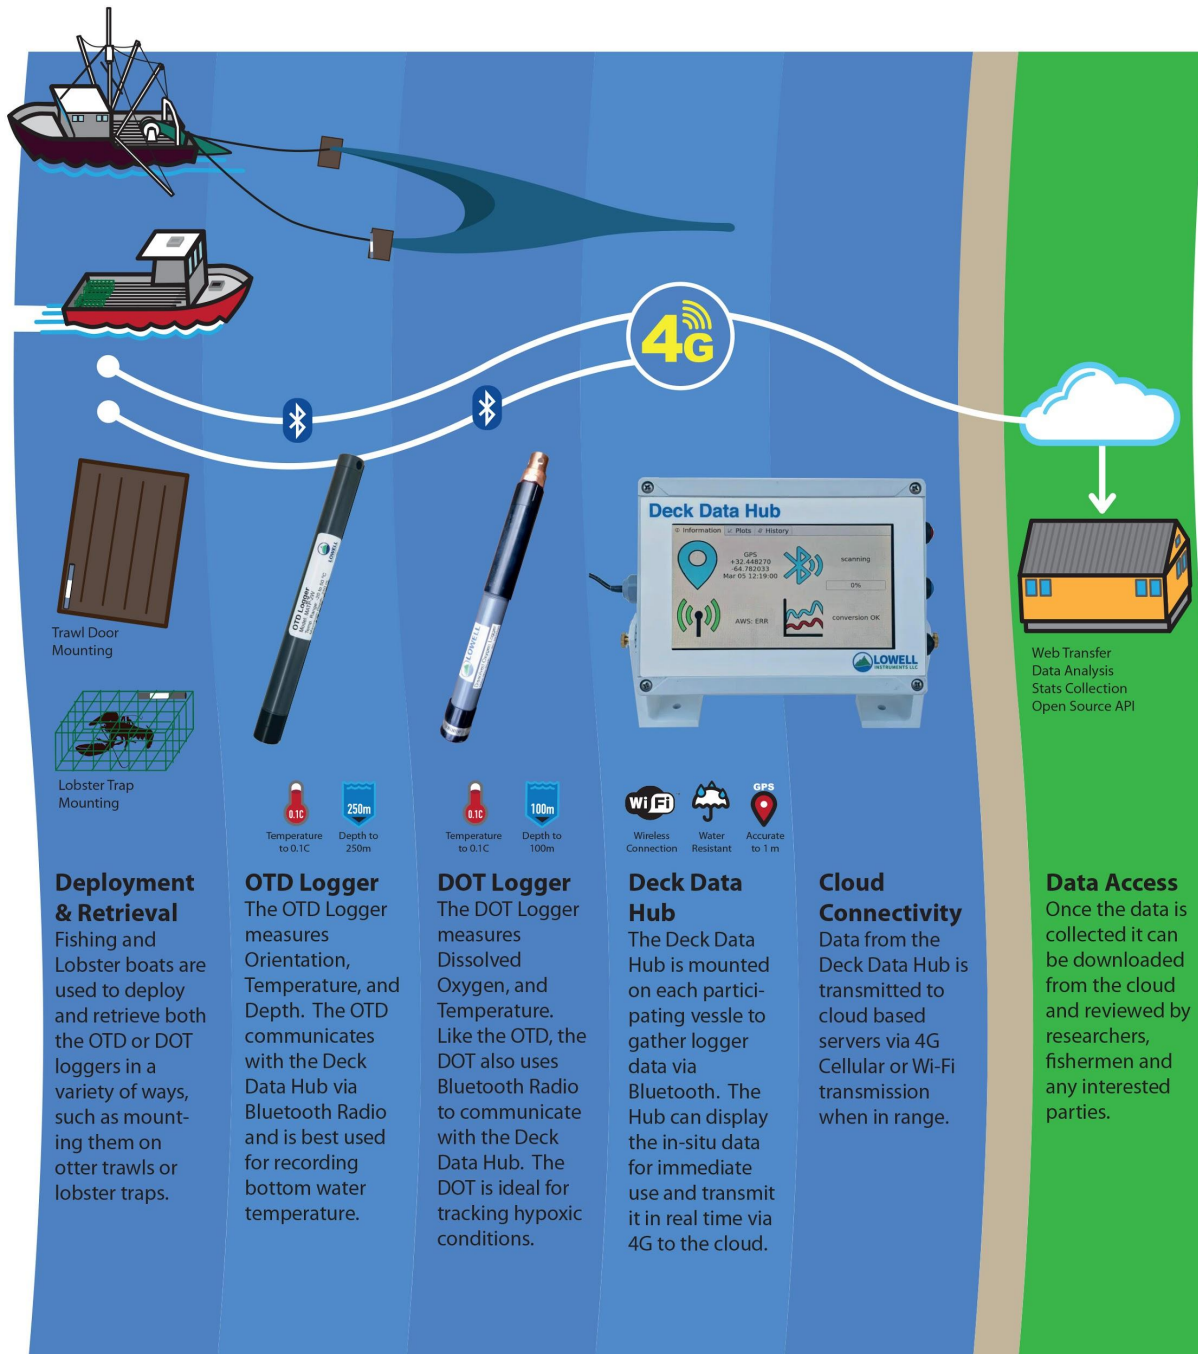 4G
Deck Data Hub
Information
Plots
History
GPS
+32.448270
-64.782033
Mar 05 12:19:00
scanning
0%
AWS: ERR
conversion OK
LOWELL
INSTRUMENTS LLC
OTD Logger
LOWELL
LOWELL
Trawl Door
Mounting
Lobster Trap
Mounting
Web Transfer
Data Analysis
Stats Collection
Open Source API
0.1C
Temperature
to 0.1C
250m
Depth to
250m
0.1C
Temperature
to 0.1C
100m
Depth to
100m
Wi Fi
Wireless
Connection
Water
Resistant
GPS
Accurate
to 1 m
Deployment
& Retrieval
Fishing and
Lobster boats are
used to deploy
and retrieve both
the OTD or DOT
loggers in a
variety of ways,
such as mount-
ing them on
otter trawls or
lobster traps.
OTD Logger
The OTD Logger
measures
Orientation,
Temperature, and
Depth. The OTD
communicates
with the Deck
Data Hub via
Bluetooth Radio
and is best used
for recording
bottom water
temperature.
DOT Logger
The DOT Logger
measures
Dissolved
Oxygen, and
Temperature.
Like the OTD, the
DOT also uses
Bluetooth Radio
to communicate
with the Deck
Data Hub. The
DOT is ideal for
tracking hypoxic
conditions.
Deck Data
Hub
The Deck Data
Hub is mounted
on each partici-
pating vessle to
gather logger
data via
Bluetooth. The
Hub can display
the in-situ data
for immediate
use and transmit
it in real time via
4G to the cloud.
Cloud
Connectivity
Data from the
Deck Data Hub is
transmitted to
cloud based
servers via 4G
Cellular or Wi-Fi
transmission
when in range.
Data Access
Once the data is
collected it can
be downloaded
from the cloud
and reviewed by
researchers,
fishermen and
any interested
parties.